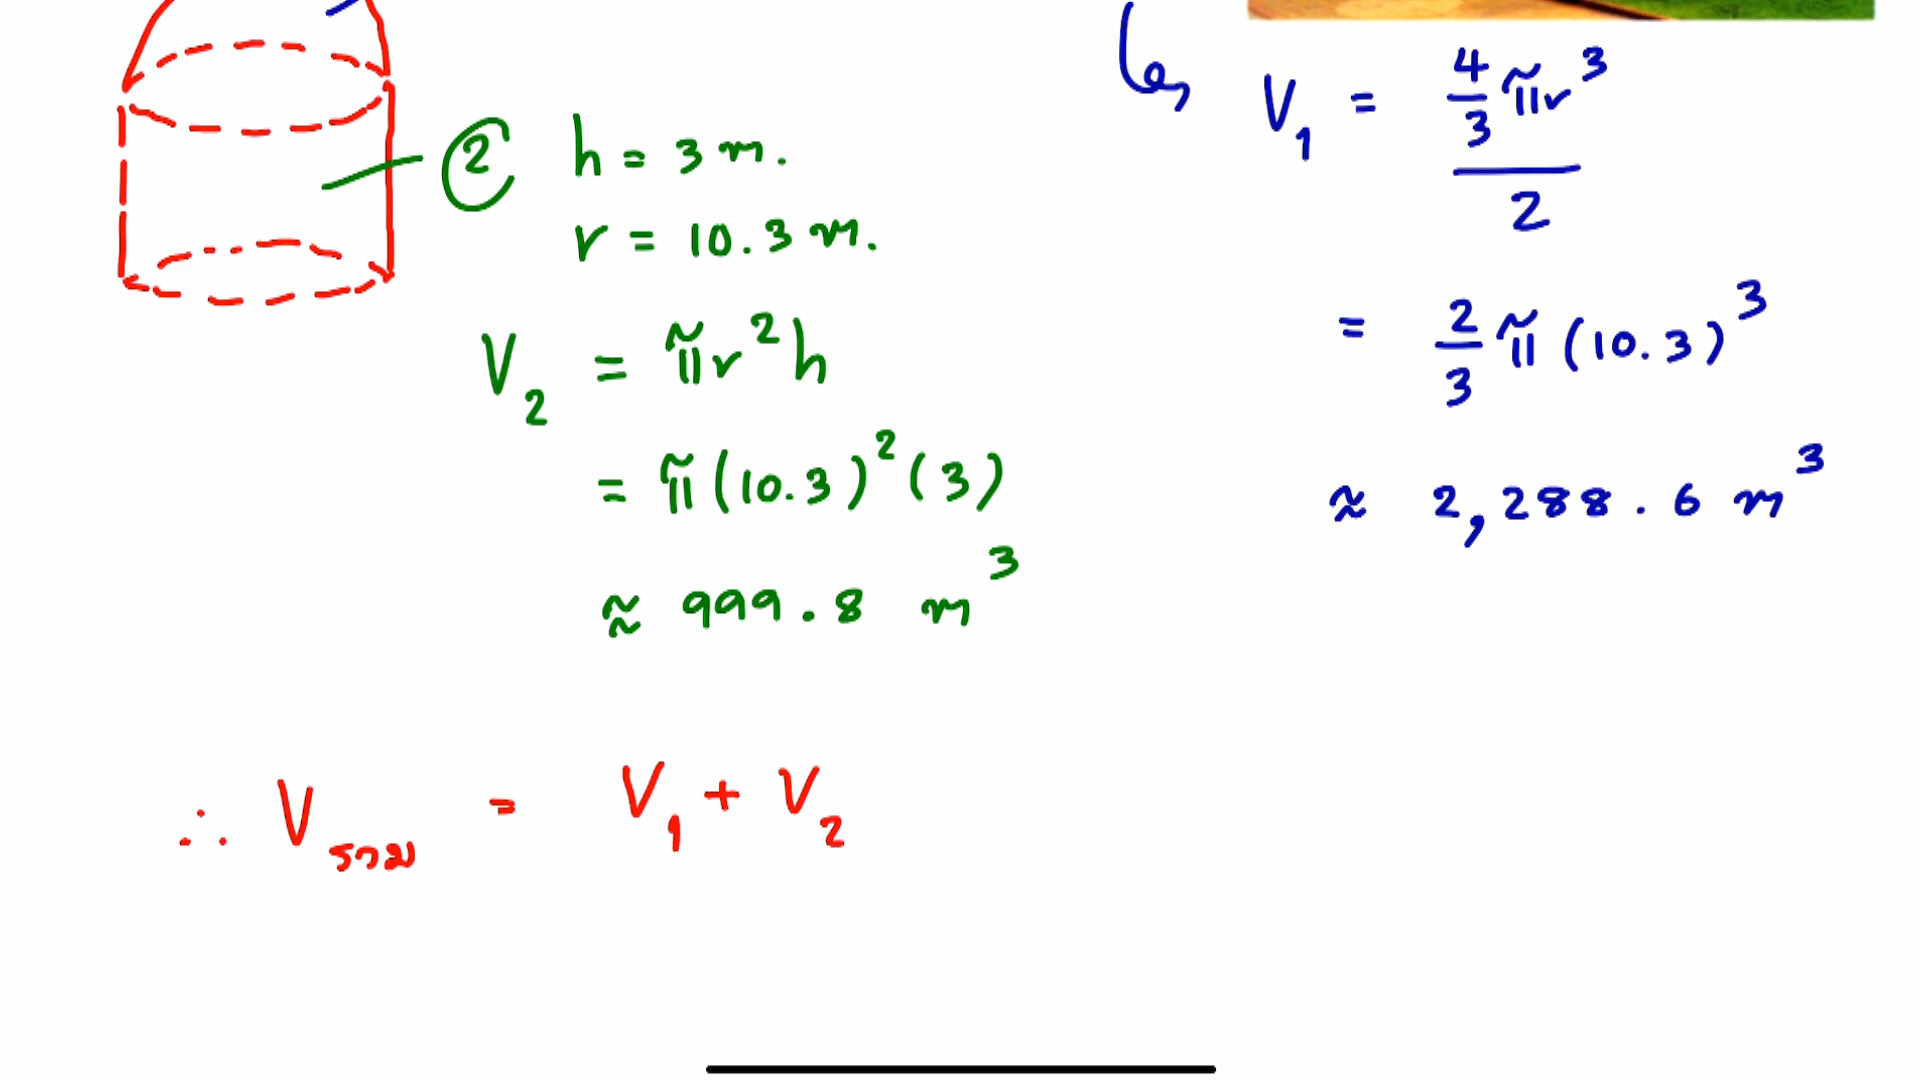 ② h = 3 m.
r = 10.3 m.
V₂ = πr²h
= π(10.3)²(3)
≈ 999.8 m³
V₁ = 4/3 πr³ / 2
= 2/3 π(10.3)³
≈ 2,288.6 m³
∴ Vรวม = V₁ + V₂